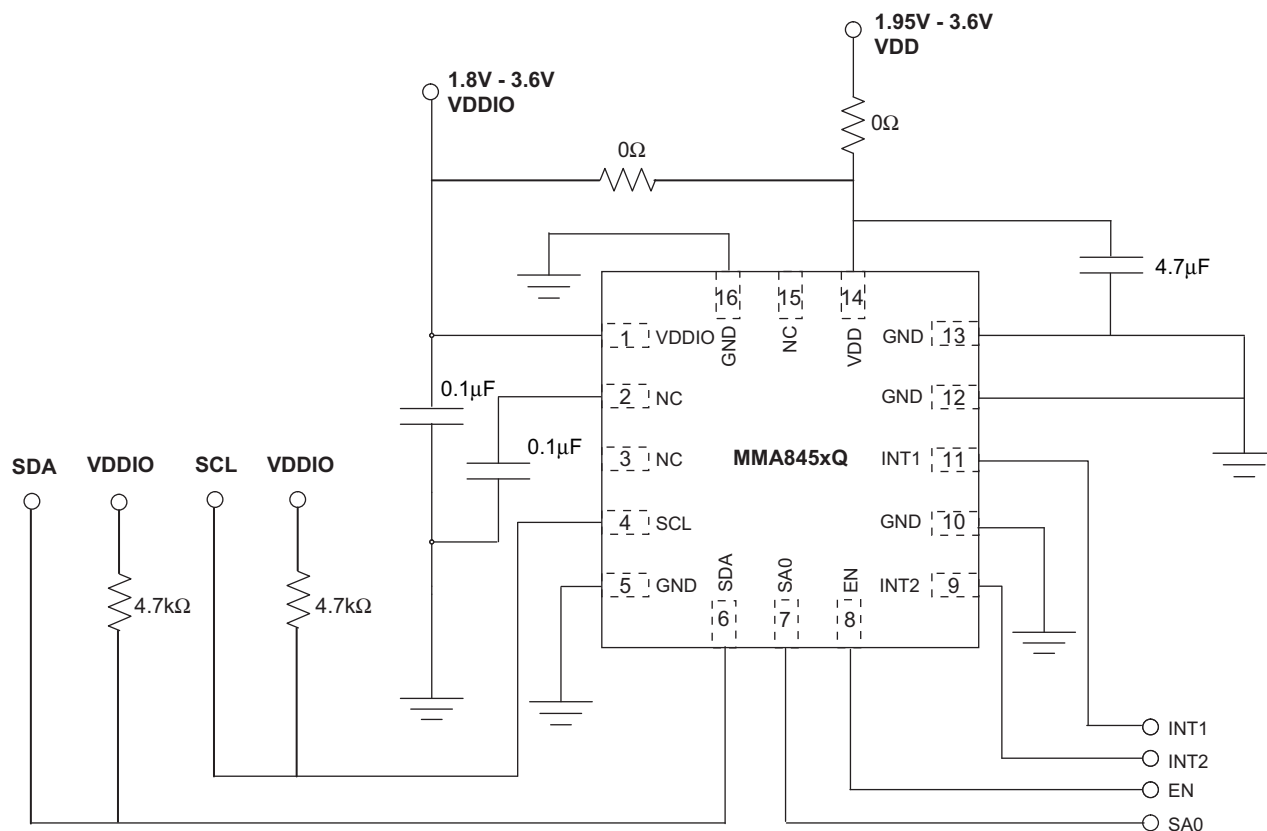 1.95V - 3.6V
VDD
1.8V - 3.6V
VDDIO
0Ω
0Ω
4.7μF
16
15
14
GND
NC
VDD
1 VDDIO
GND 13
0.1μF
2 NC
GND 12
0.1μF
3 NC
MMA845xQ
INT1 11
SDA VDDIO SCL VDDIO
4 SCL
GND 10
5 GND
SDA
SA0
EN
INT2 9
6
7
8
4.7kΩ
4.7kΩ
INT1
INT2
EN
SA0